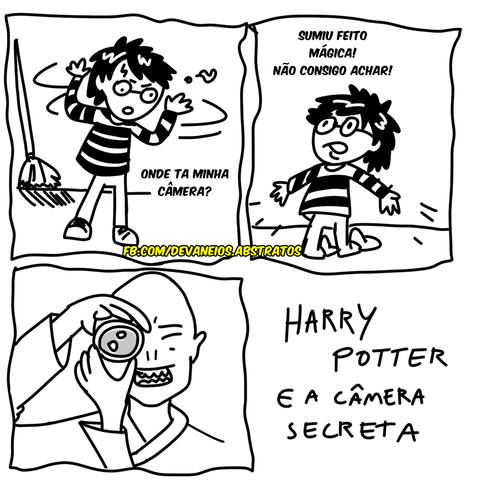 ONDE TA MINHA
CÂMERA?
SUMIU FEITO
MÁGICA!
NÃO CONSIGO ACHAR!
FB.COM/DEVANEIOS.ABSTRATOS
HARRY
POTTER
E A CÂMERA
SECRETA